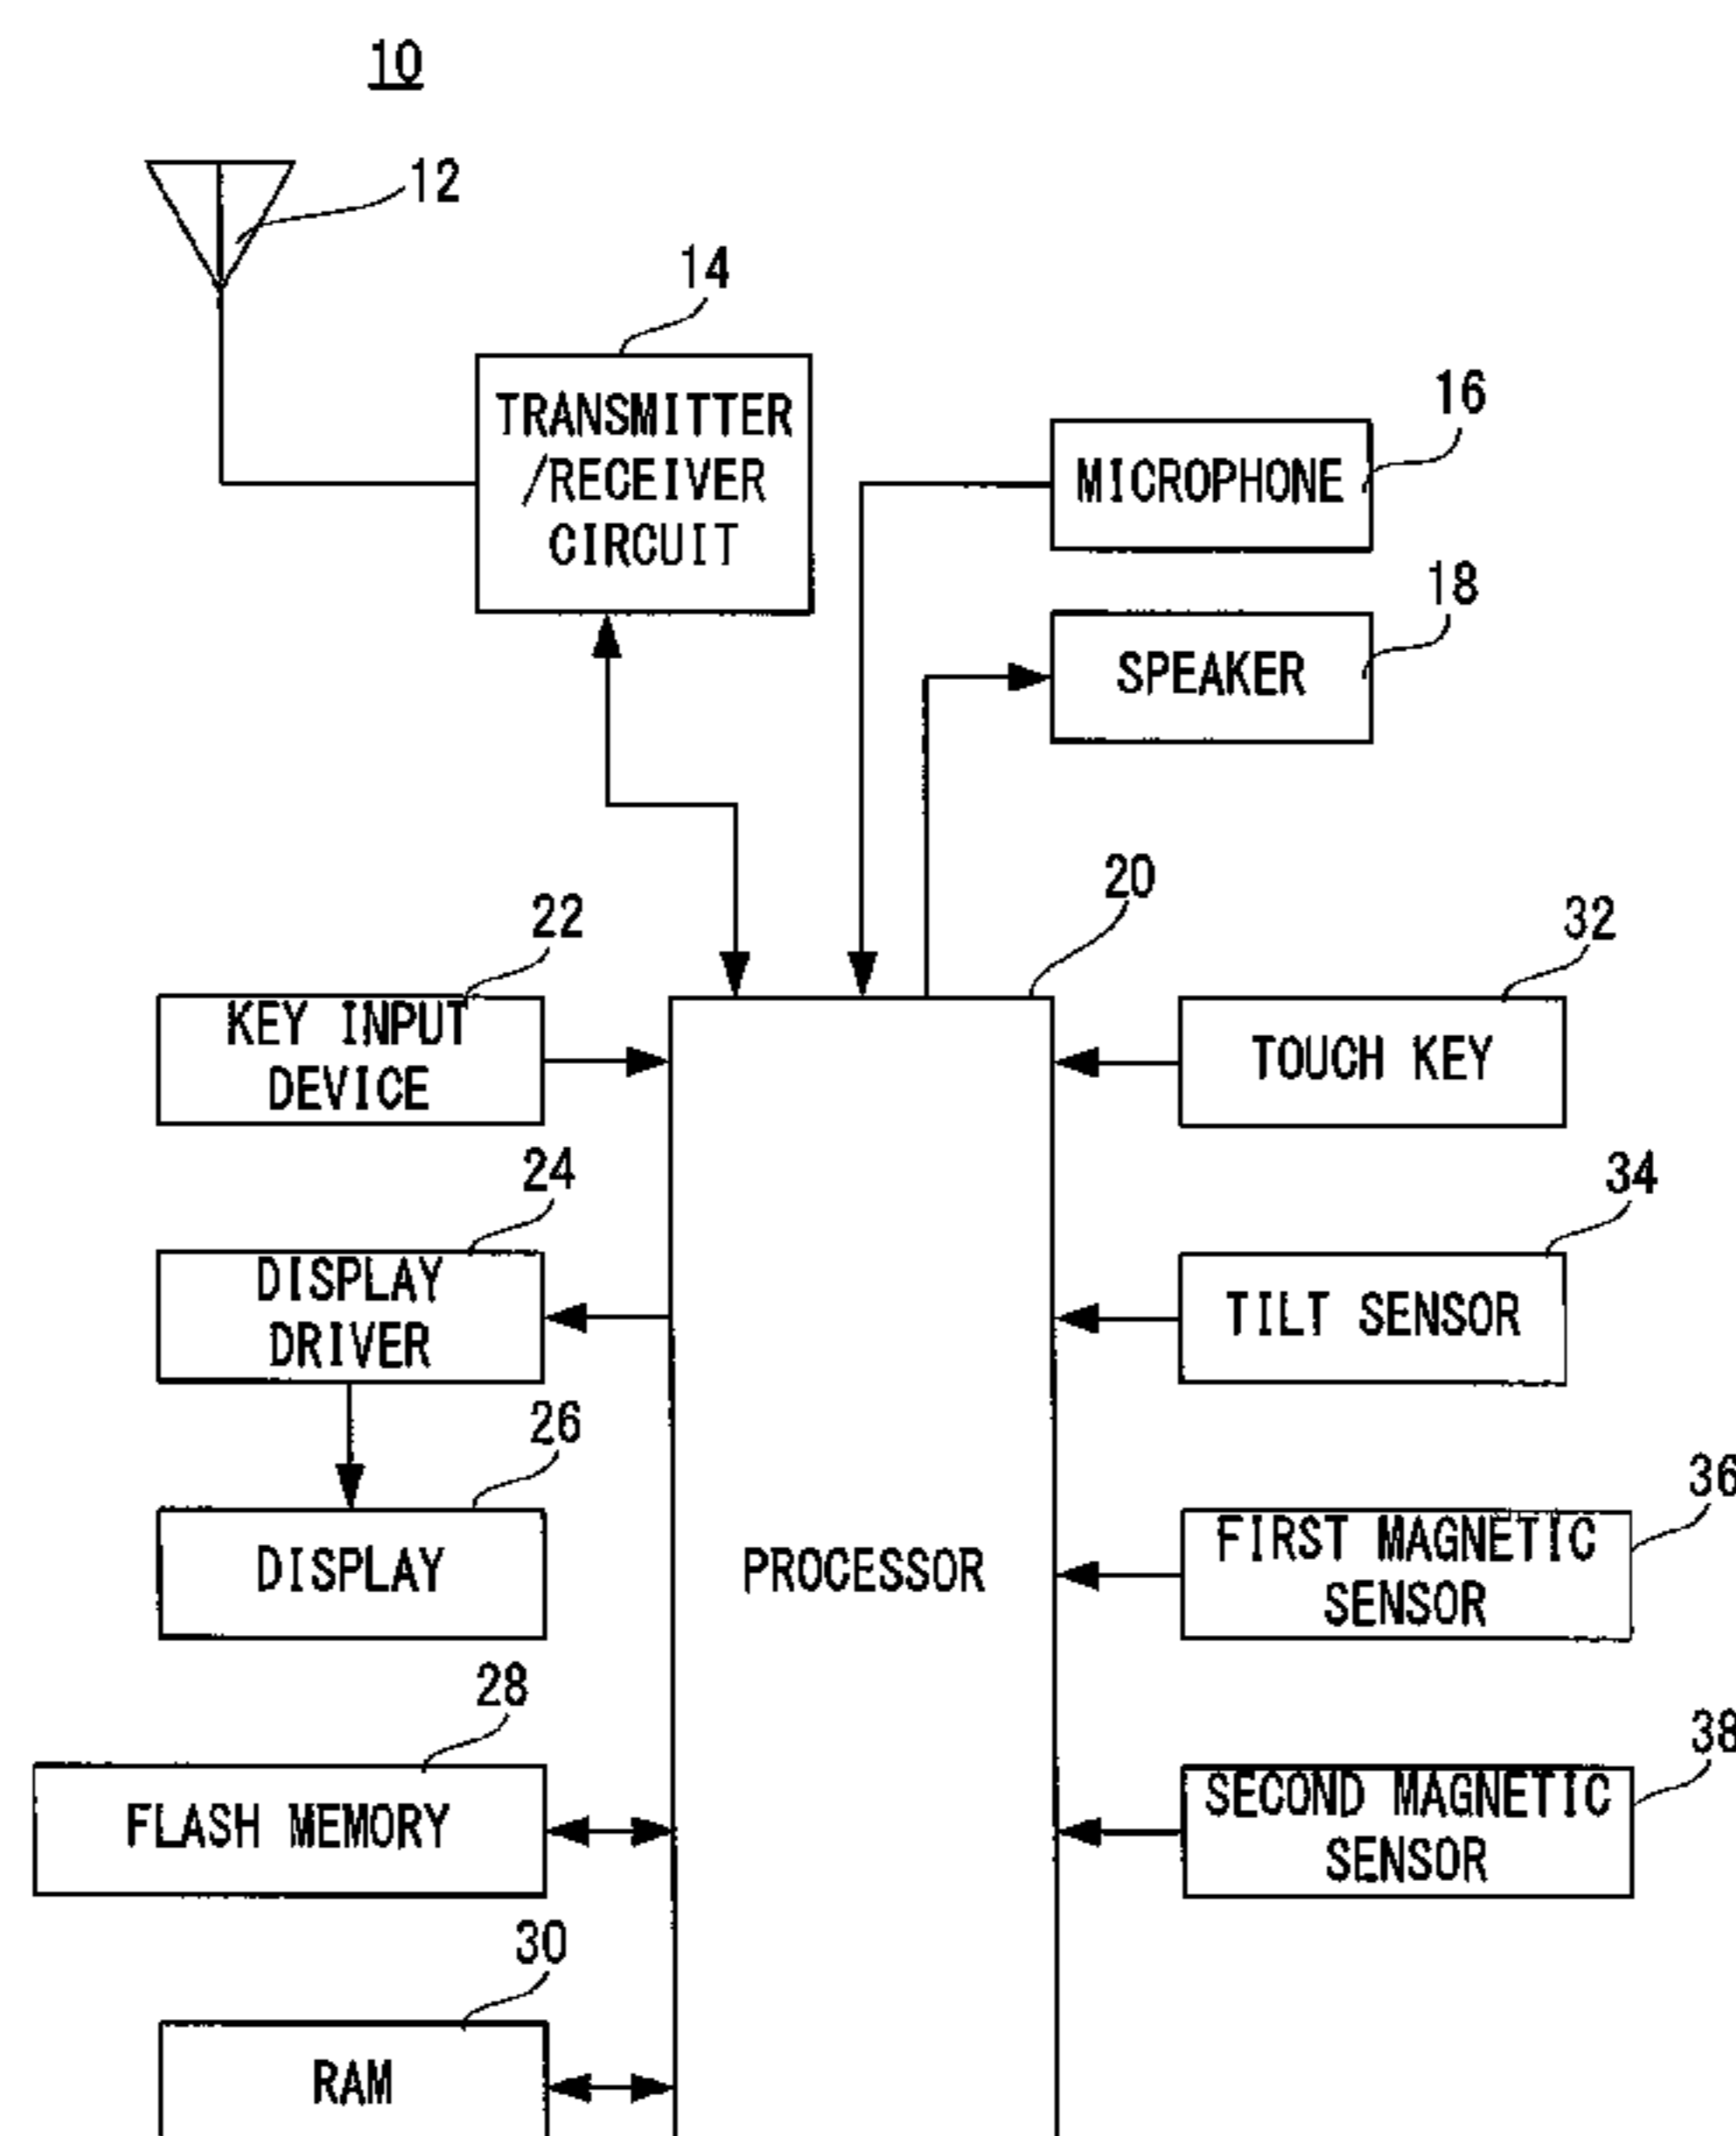 10
12
14
TRANSMITTER
/RECEIVER
CIRCUIT
16
MICROPHONE
18
SPEAKER
20
22
KEY INPUT
DEVICE
32
TOUCH KEY
24
DISPLAY
DRIVER
34
TILT SENSOR
26
DISPLAY
PROCESSOR
36
FIRST MAGNETIC
SENSOR
28
FLASH MEMORY
38
SECOND MAGNETIC
SENSOR
30
RAM